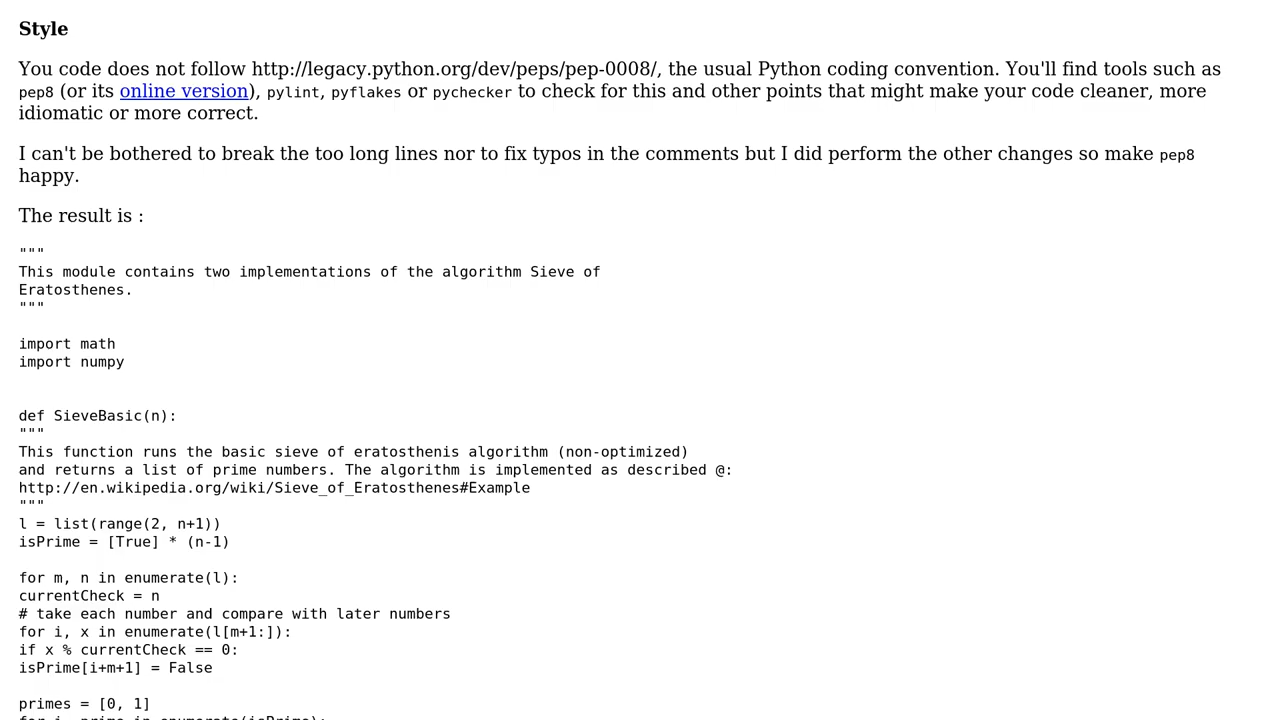 Style
You code does not follow http://legacy.python.org/dev/peps/pep-0008/, the usual Python coding convention. You'll find tools such as
pep8 (or its online version), pylint, pyflakes or pychecker to check for this and other points that might make your code cleaner, more
idiomatic or more correct.
I can't be bothered to break the too long lines nor to fix typos in the comments but I did perform the other changes so make pep8
happy.
The result is :
"""
This module contains two implementations of the algorithm Sieve of
Eratosthenes.
"""
import math
import numpy
def SieveBasic(n):
"""
This function runs the basic sieve of eratosthenis algorithm (non-optimized)
and returns a list of prime numbers. The algorithm is implemented as described @:
http://en.wikipedia.org/wiki/Sieve_of_Eratosthenes#Example
"""
l = list(range(2, n+1))
isPrime = [True] * (n-1)
for m, n in enumerate(l):
currentCheck = n
# take each number and compare with later numbers
for i, x in enumerate(l[m+1:]):
if x % currentCheck == 0:
isPrime[i+m+1] = False
primes = [0, 1]
for i, prime in enumerate(isPrime):